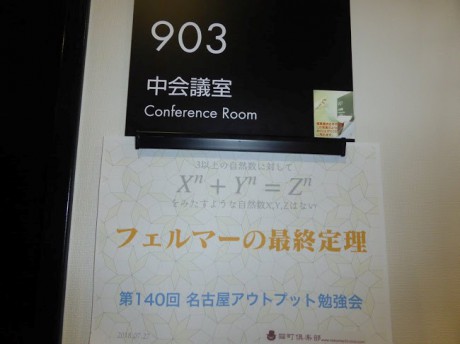 903
中会議室
Conference Room
3以上の自然数に対して
Xⁿ + Yⁿ = Zⁿ
をみたすような自然数X,Y,Zはない
フェルマーの最終定理
第140回 名古屋アウトプット勉強会